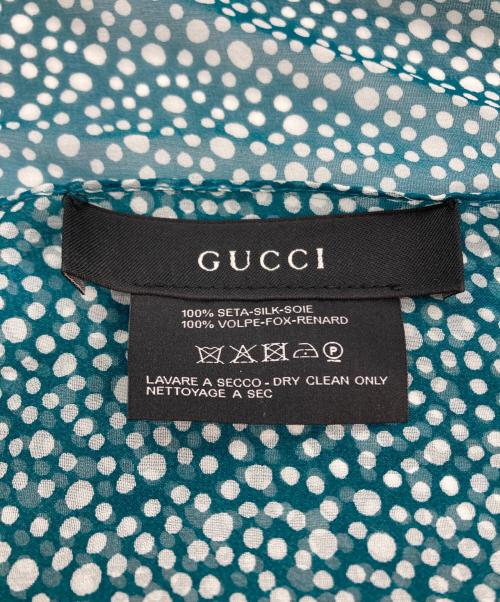 GUCCI
100% SETA-SILK-SOIE
100% VOLPE-FOX-RENARD
LAVARE A SECCO - DRY CLEAN ONLY
NETTOYAGE A SEC